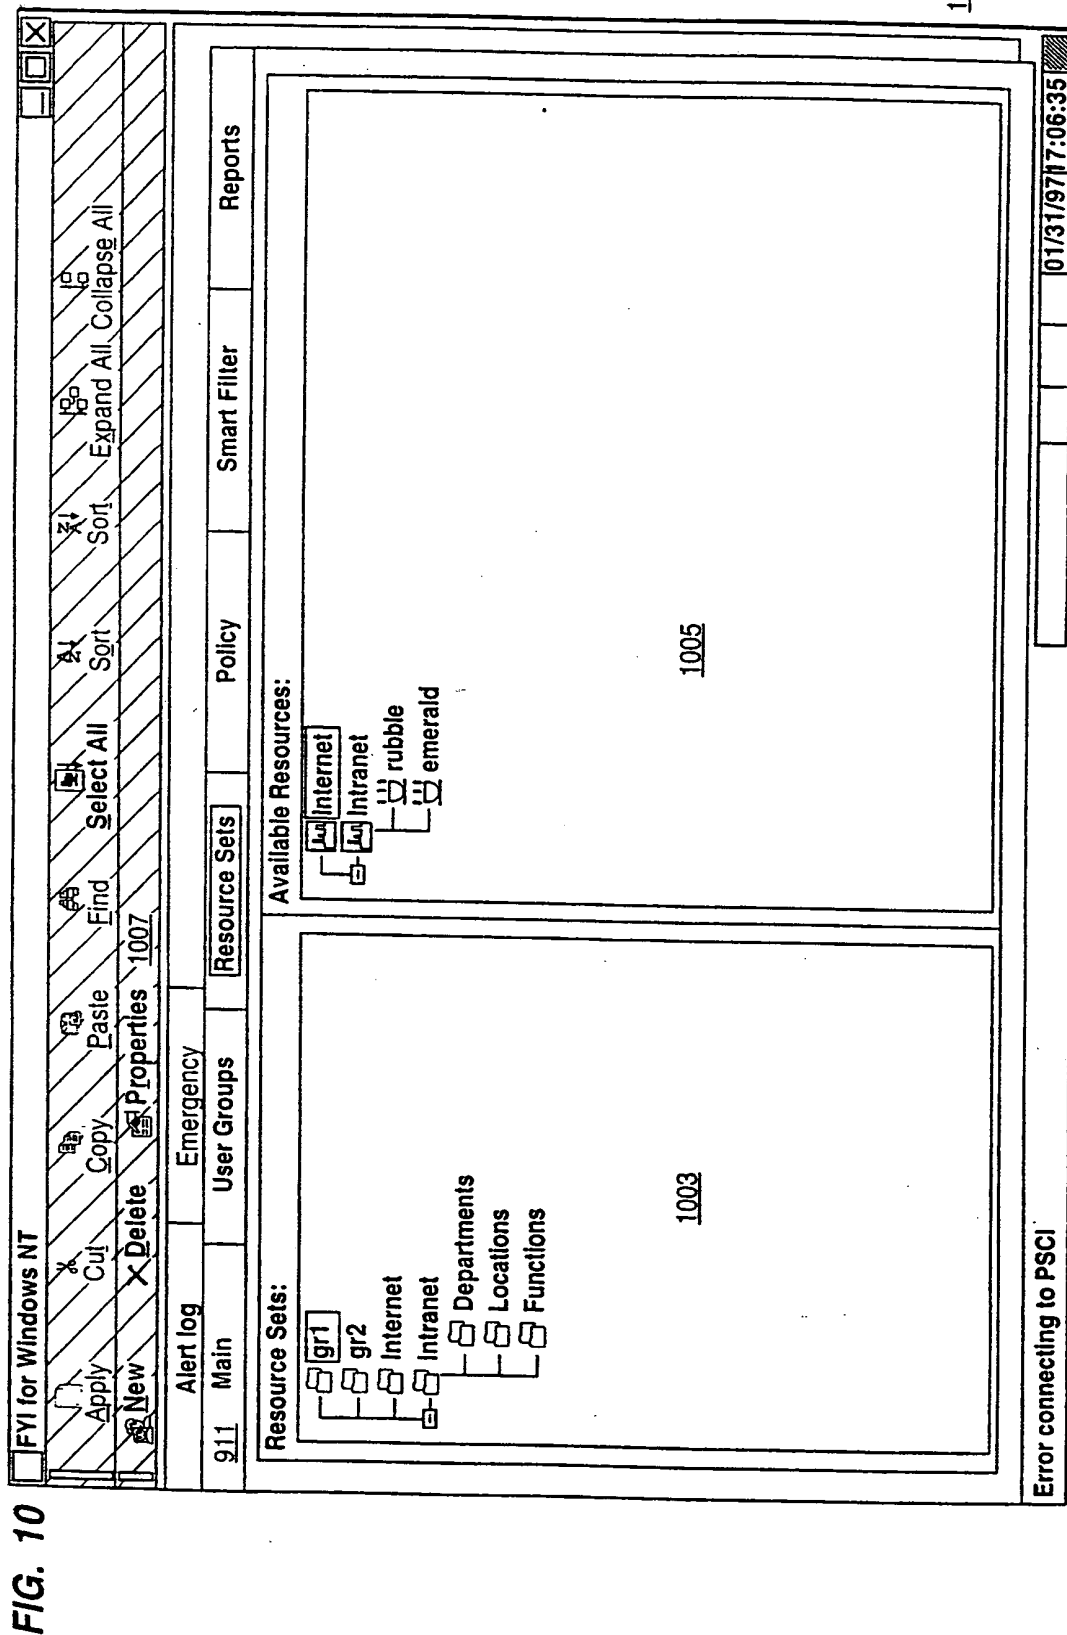 FIG. 10
FYI for Windows NT
Apply Cut Copy Paste Find Select All Sort Sort Expand All Collapse All
New Delete Properties 1007
Alert log Emergency
911 Main User Groups Resource Sets Policy Smart Filter Reports
Resource Sets:
gr1
gr2
Internet
Intranet
Departments
Locations
Functions
1003
Available Resources:
Internet
Intranet
rubble
emerald
1005
Error connecting to PSCI 01/31/97 17:06:35